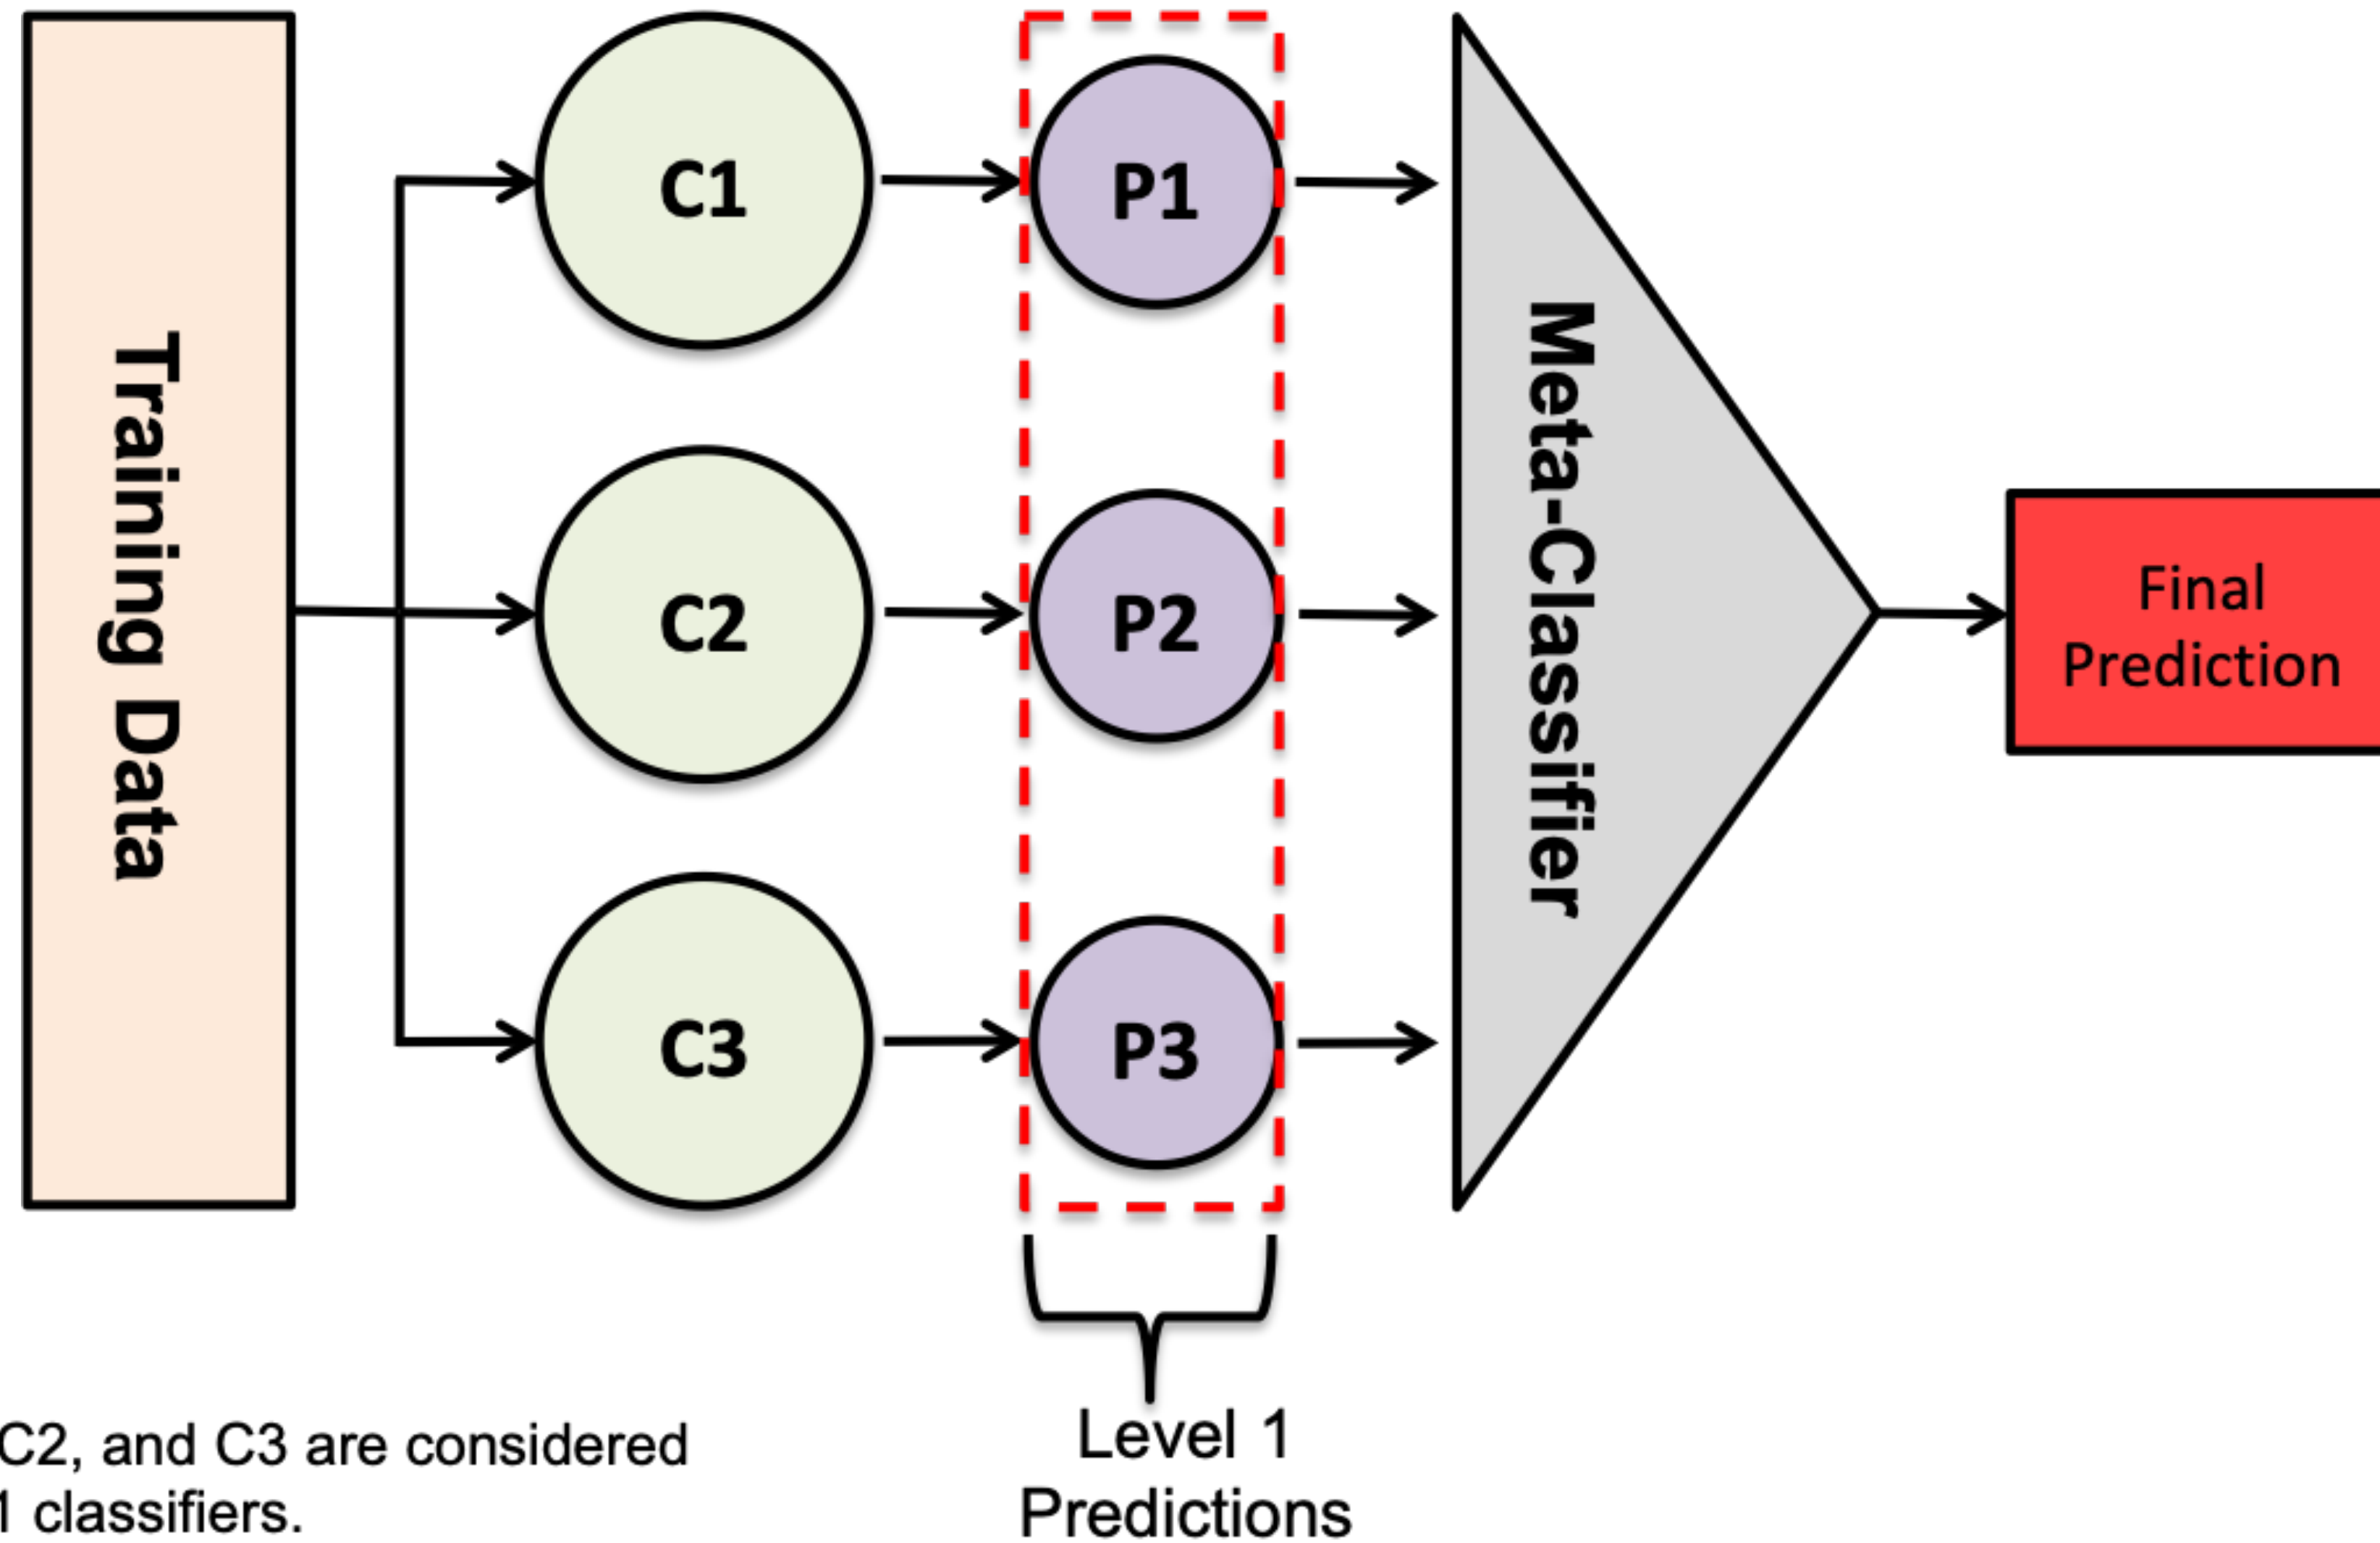 Training Data
C1
C2
C3
P1
P2
P3
Meta-Classifier
Final
Prediction
Level 1
Predictions
C2, and C3 are considered
1 classifiers.